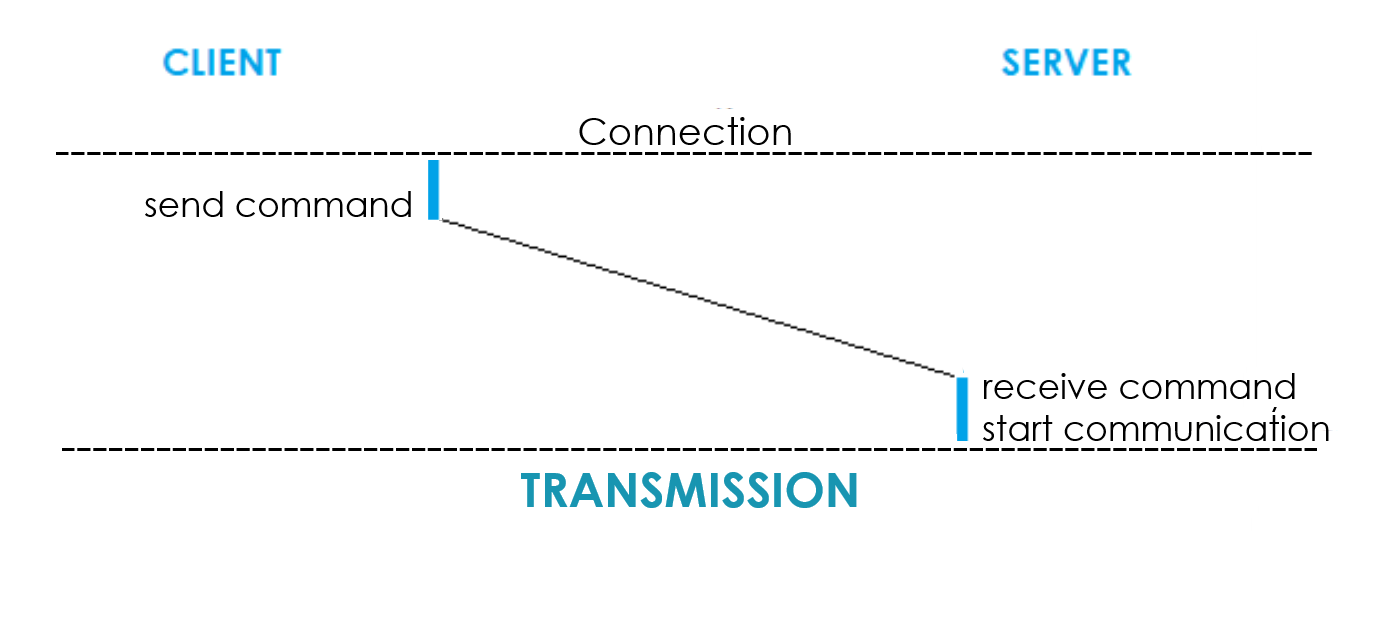 CLIENT
SERVER
Connection
send command
receive command
start communication
TRANSMISSION